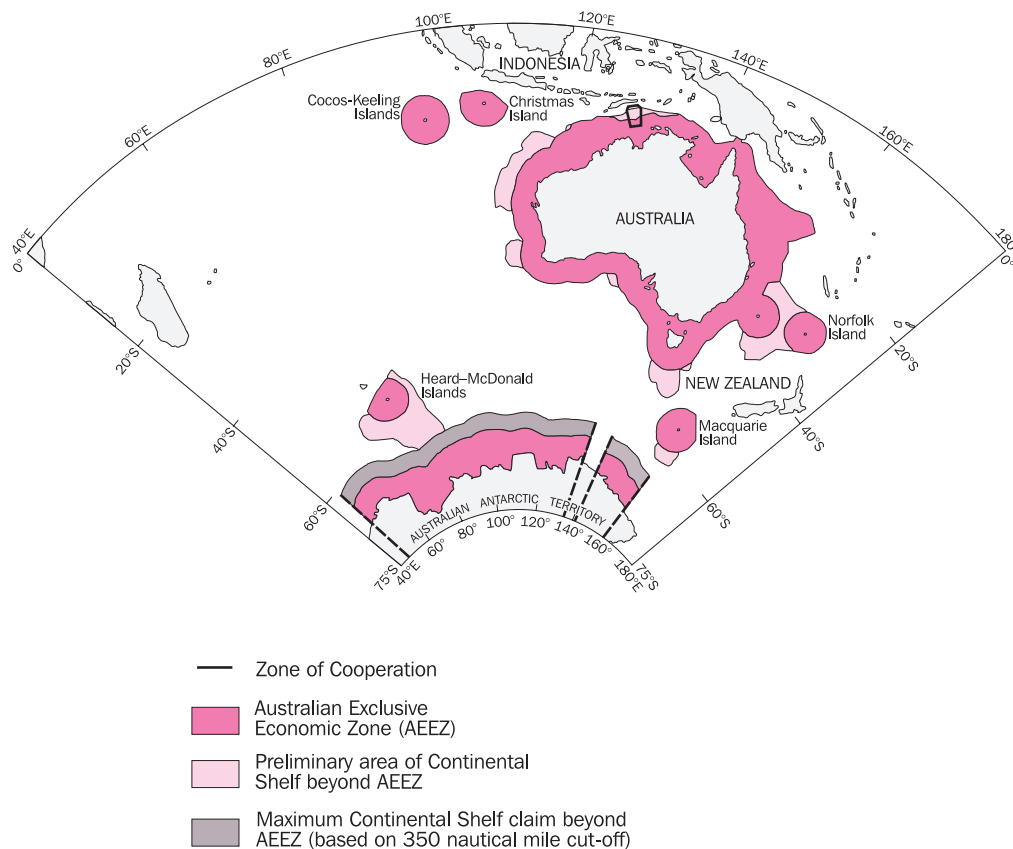 100°E
120°E
80°E
140°E
60°E
160°E
40°E
0°
180°
0°
INDONESIA
Cocos-Keeling
Islands
Christmas
Island
AUSTRALIA
Norfolk
Island
20°S
20°S
NEW ZEALAND
Heard–McDonald
Islands
Macquarie
Island
40°S
40°S
60°S
60°S
AUSTRALIAN ANTARCTIC TERRITORY
75°S
40°E
60°
80°
100°
120°
140°
160°
180°E
75°S
Zone of Cooperation
Australian Exclusive
Economic Zone (AEEZ)
Preliminary area of Continental
Shelf beyond AEEZ
Maximum Continental Shelf claim beyond
AEEZ (based on 350 nautical mile cut-off)